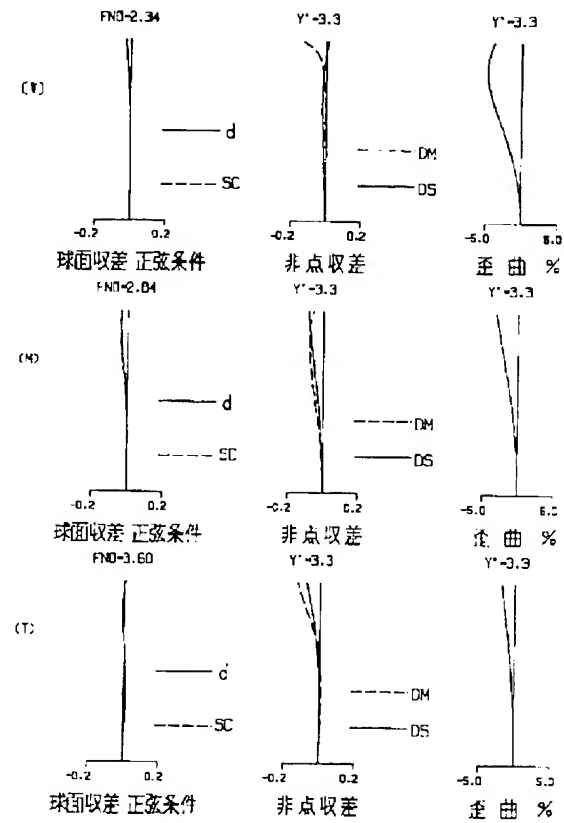 FNO=2.34 Y'=3.3 Y'=3.3
(W)
d
SC
DM
DS
-0.2 0.2 -0.2 0.2 -5.0 5.0
球面収差 正弦条件 非点収差 歪曲 %
FNO=2.84 Y'=3.3 Y'=3.3
(M)
d
SC
DM
DS
-0.2 0.2 -0.2 0.2 -5.0 5.0
球面収差 正弦条件 非点収差 歪曲 %
FNO=3.60 Y'=3.3 Y'=3.3
(T)
d
SC
DM
DS
-0.2 0.2 -0.2 0.2 -5.0 5.0
球面収差 正弦条件 非点収差 歪曲 %